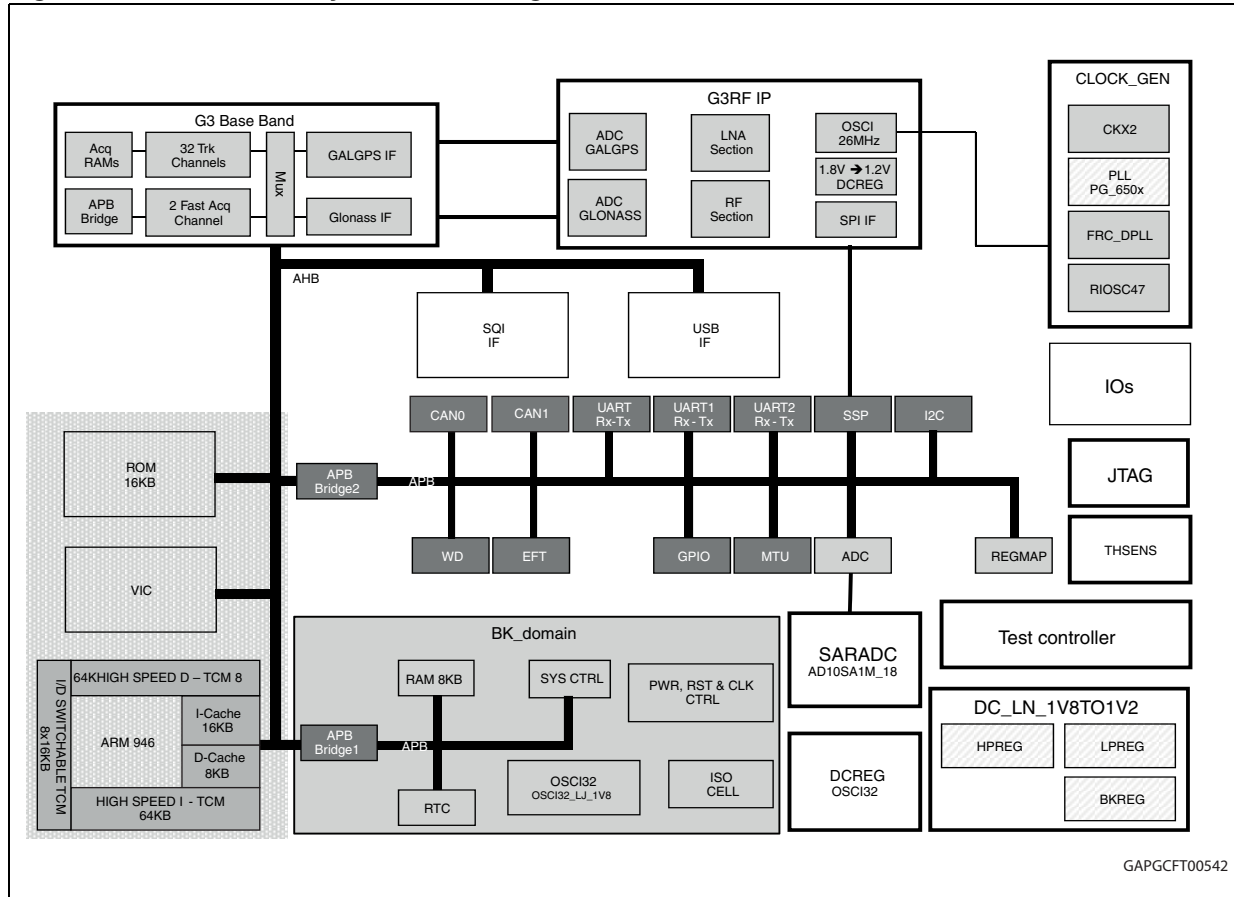 G3 Base Band
Acq
RAMs
32 Trk
Channels
Mux
GALGPS IF
APB
Bridge
2 Fast Acq
Channel
Glonass IF
G3RF IP
ADC
GALGPS
LNA
Section
OSCI
26MHz
1.8V ➔ 1.2V
DCREG
ADC
GLONASS
RF
Section
SPI IF
CLOCK_GEN
CKX2
PLL
PG_650x
FRC_DPLL
RIOSC47
AHB
SQI
IF
USB
IF
IOs
CAN0
CAN1
UART
Rx-Tx
UART1
Rx - Tx
UART2
Rx - Tx
SSP
I2C
ROM
16KB
APB
Bridge2
APB
JTAG
WD
EFT
GPIO
MTU
ADC
REGMAP
THSENS
VIC
BK_domain
RAM 8KB
SYS CTRL
PWR, RST & CLK
CTRL
APB
Bridge1
APB
RTC
OSCI32
OSCI32_LJ_1V8
ISO
CELL
SARADC
AD10SA1M_18
Test controller
I/D SWITCHABLE TCM
8x16KB
64KHIGH SPEED D – TCM 8
ARM 946
I-Cache
16KB
D-Cache
8KB
HIGH SPEED I - TCM
64KB
DCREG
OSCI32
DC_LN_1V8TO1V2
HPREG
LPREG
BKREG
GAPGCFT00542